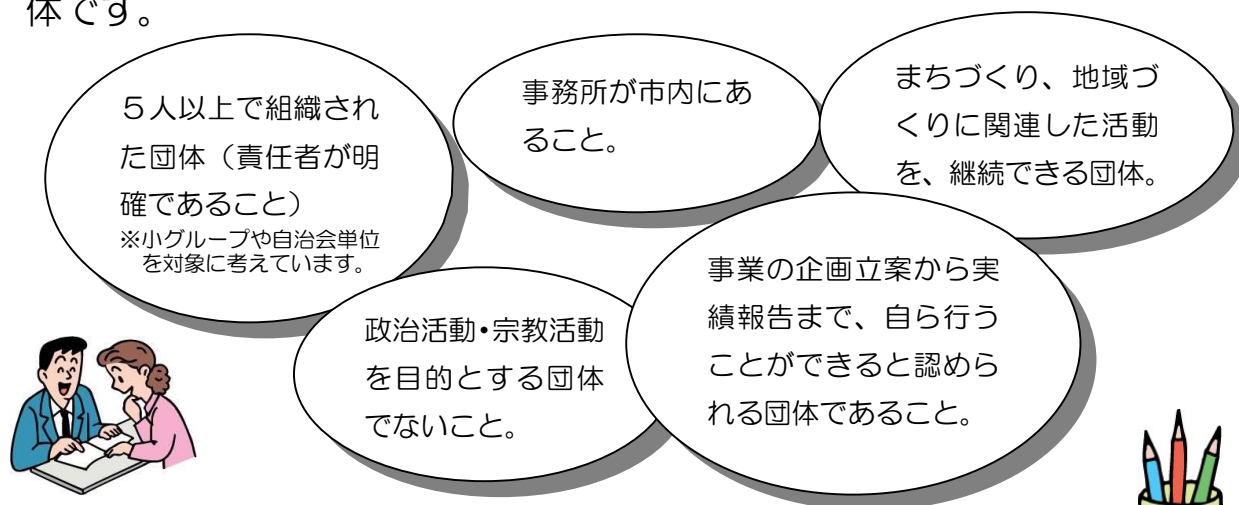 体です。
５人以上で組織され
た団体（責任者が明
確であること）
※小グループや自治会単位
を対象に考えています。
事務所が市内にあ
ること。
まちづくり、地域づ
くりに関連した活動
を、継続できる団体。
政治活動・宗教活動
を目的とする団体
でないこと。
事業の企画立案から実
績報告まで、自ら行う
ことができると認めら
れる団体であること。